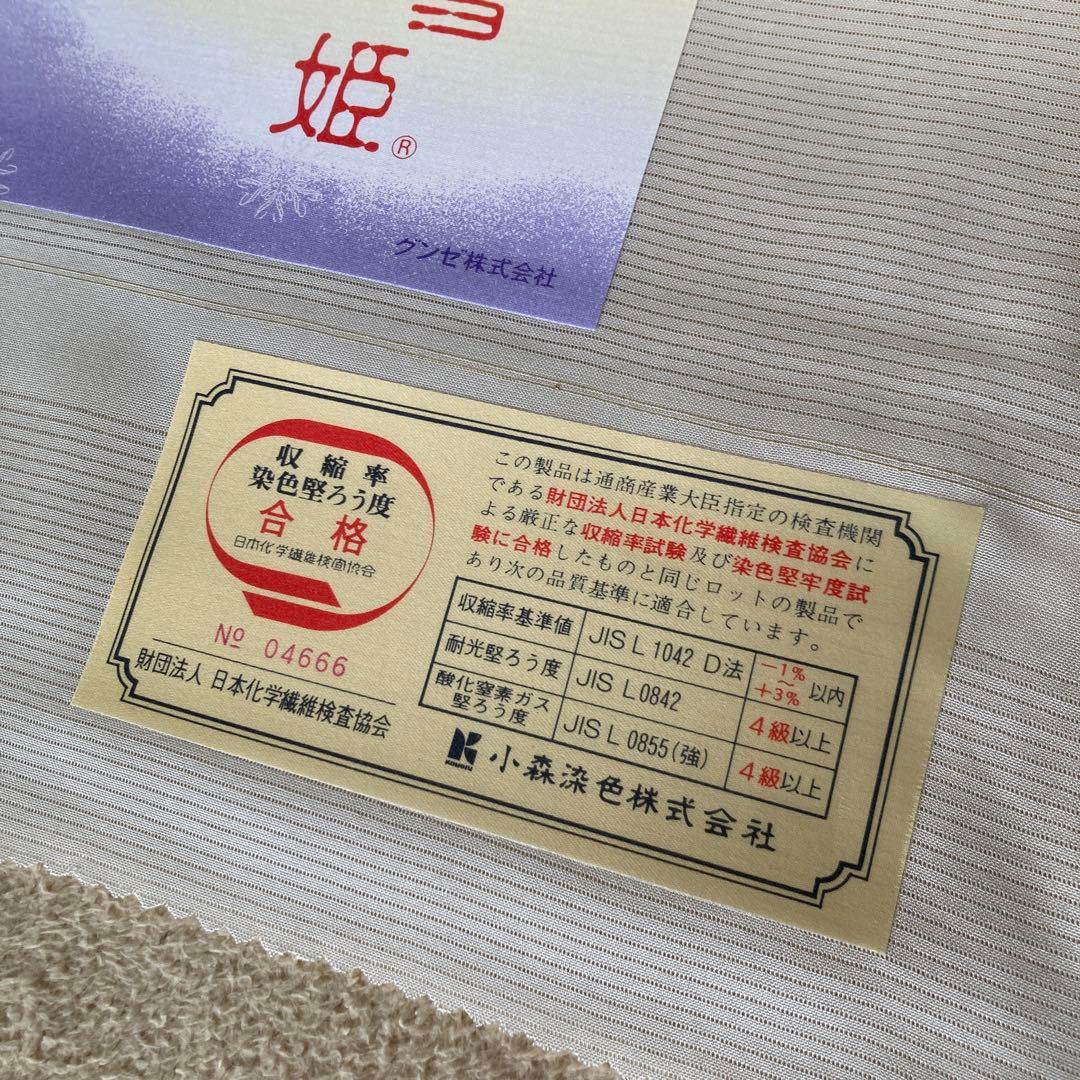 姫®
グンゼ株式会社
収縮率
染色堅ろう度
合格
日本化学繊維検査協会
№ 04666
財団法人 日本化学繊維検査協会
この製品は通商産業大臣指定の検査機関
である財団法人日本化学繊維検査協会に
よる厳正な収縮率試験及び染色堅牢度試
験に合格したものと同じロットの製品で
あり次の品質基準に適合しています。
収縮率基準値 JIS L 1042 D法 −1%～+3% 以内
耐光堅ろう度 JIS L 0842 4級以上
酸化窒素ガス堅ろう度 JIS L 0855(強) 4級以上
小森染色株式会社